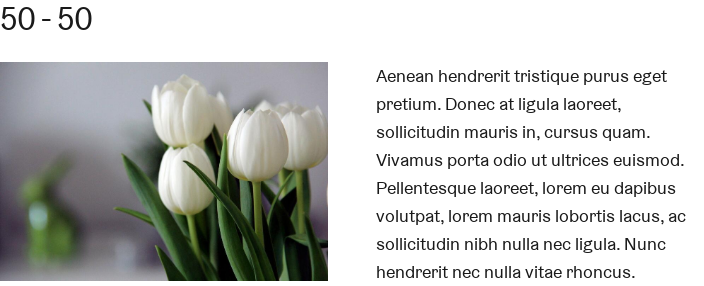 50 - 50
Aenean hendrerit tristique purus eget
pretium. Donec at ligula laoreet,
sollicitudin mauris in, cursus quam.
Vivamus porta odio ut ultrices euismod.
Pellentesque laoreet, lorem eu dapibus
volutpat, lorem mauris lobortis lacus, ac
sollicitudin nibh nulla nec ligula. Nunc
hendrerit nec nulla vitae rhoncus.